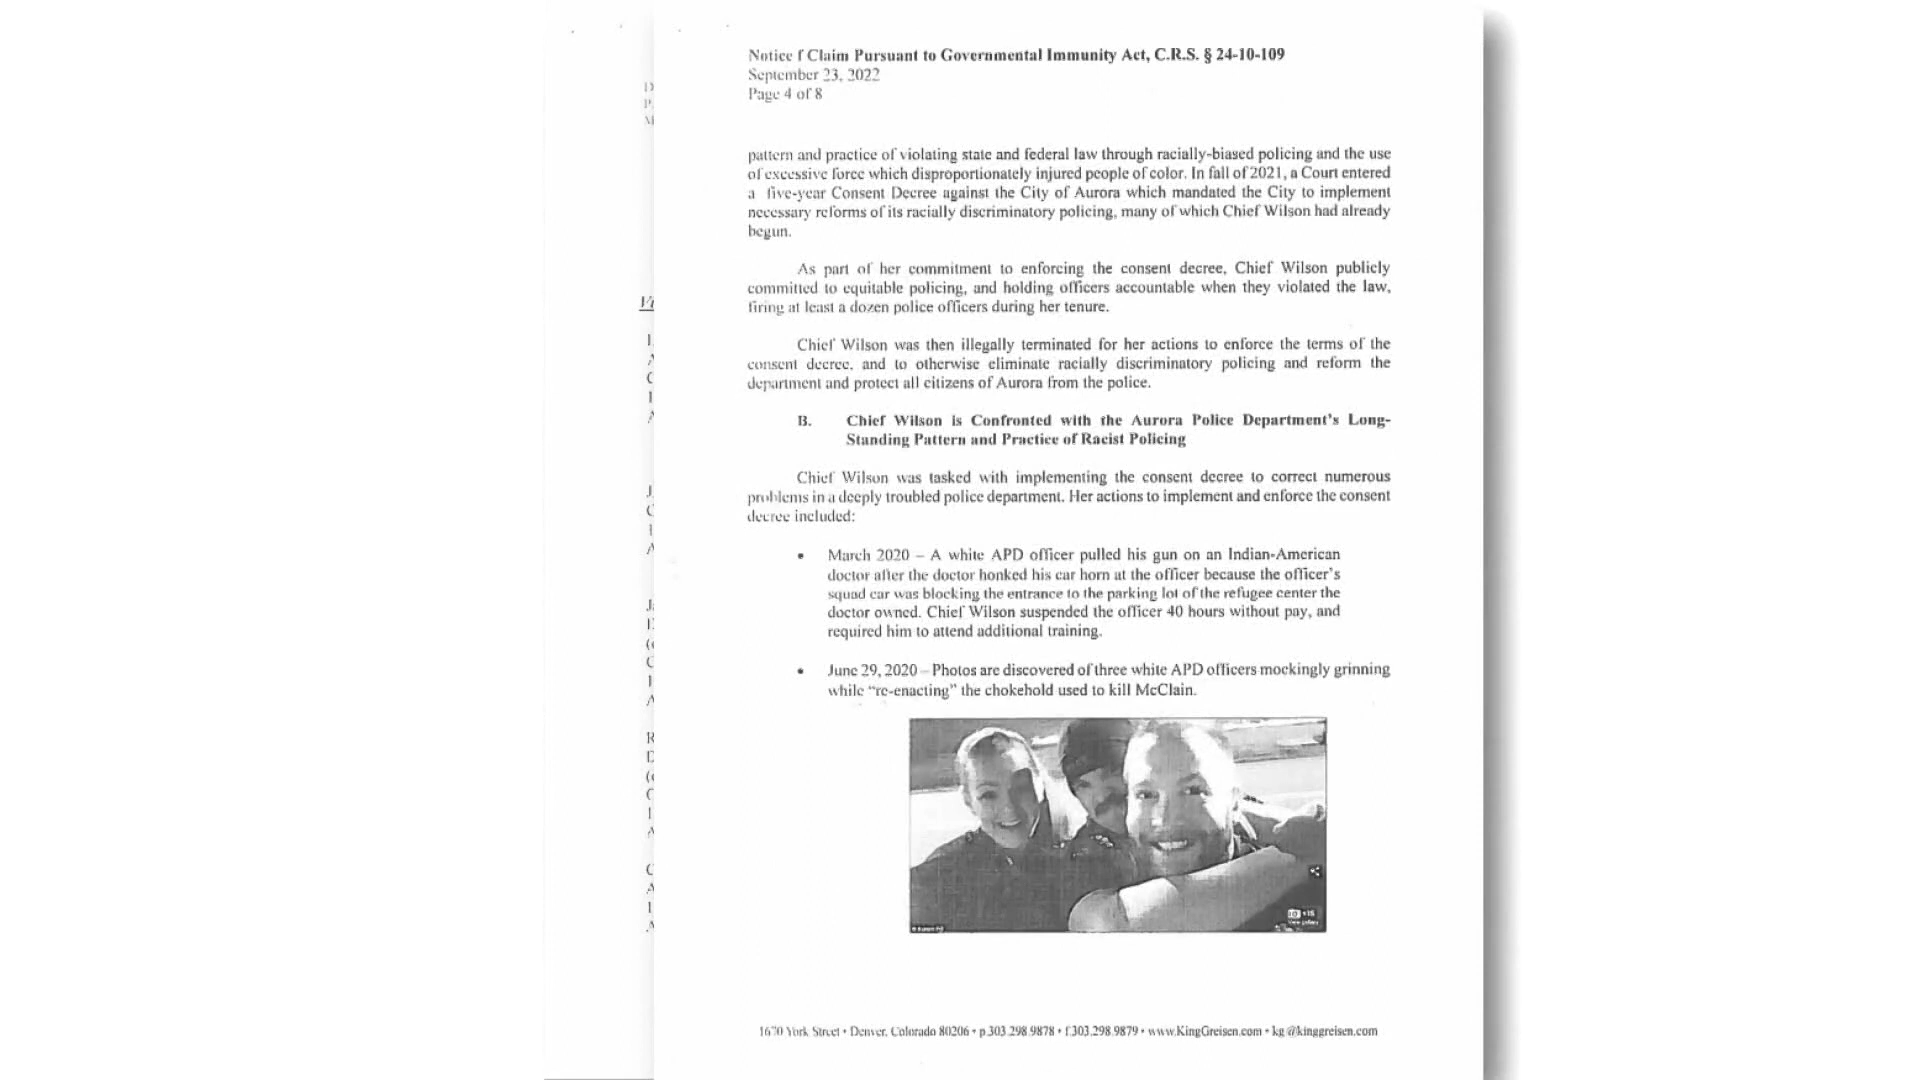 Notice f Claim Pursuant to Governmental Immunity Act, C.R.S. § 24-10-109
September 23, 2022
Page 4 of 8
pattern and practice of violating state and federal law through racially-biased policing and the use
of excessive force which disproportionately injured people of color. In fall of 2021, a Court entered
a five-year Consent Decree against the City of Aurora which mandated the City to implement
necessary reforms of its racially discriminatory policing, many of which Chief Wilson had already
begun.
As part of her commitment to enforcing the consent decree, Chief Wilson publicly
committed to equitable policing, and holding officers accountable when they violated the law,
firing at least a dozen police officers during her tenure.
Chief Wilson was then illegally terminated for her actions to enforce the terms of the
consent decree, and to otherwise eliminate racially discriminatory policing and reform the
department and protect all citizens of Aurora from the police.
B. Chief Wilson is Confronted with the Aurora Police Department's Long-
Standing Pattern and Practice of Racist Policing
Chief Wilson was tasked with implementing the consent decree to correct numerous
problems in a deeply troubled police department. Her actions to implement and enforce the consent
decree included:
• March 2020 – A white APD officer pulled his gun on an Indian-American
doctor after the doctor honked his car horn at the officer because the officer's
squad car was blocking the entrance to the parking lot of the refugee center the
doctor owned. Chief Wilson suspended the officer 40 hours without pay, and
required him to attend additional training.
• June 29, 2020 – Photos are discovered of three white APD officers mockingly grinning
while "re-enacting" the chokehold used to kill McClain.
1670 York Street • Denver, Colorado 80206 • p.303.298.9878 • f.303.298.9879 • www.KingGreisen.com • kg@kinggreisen.com